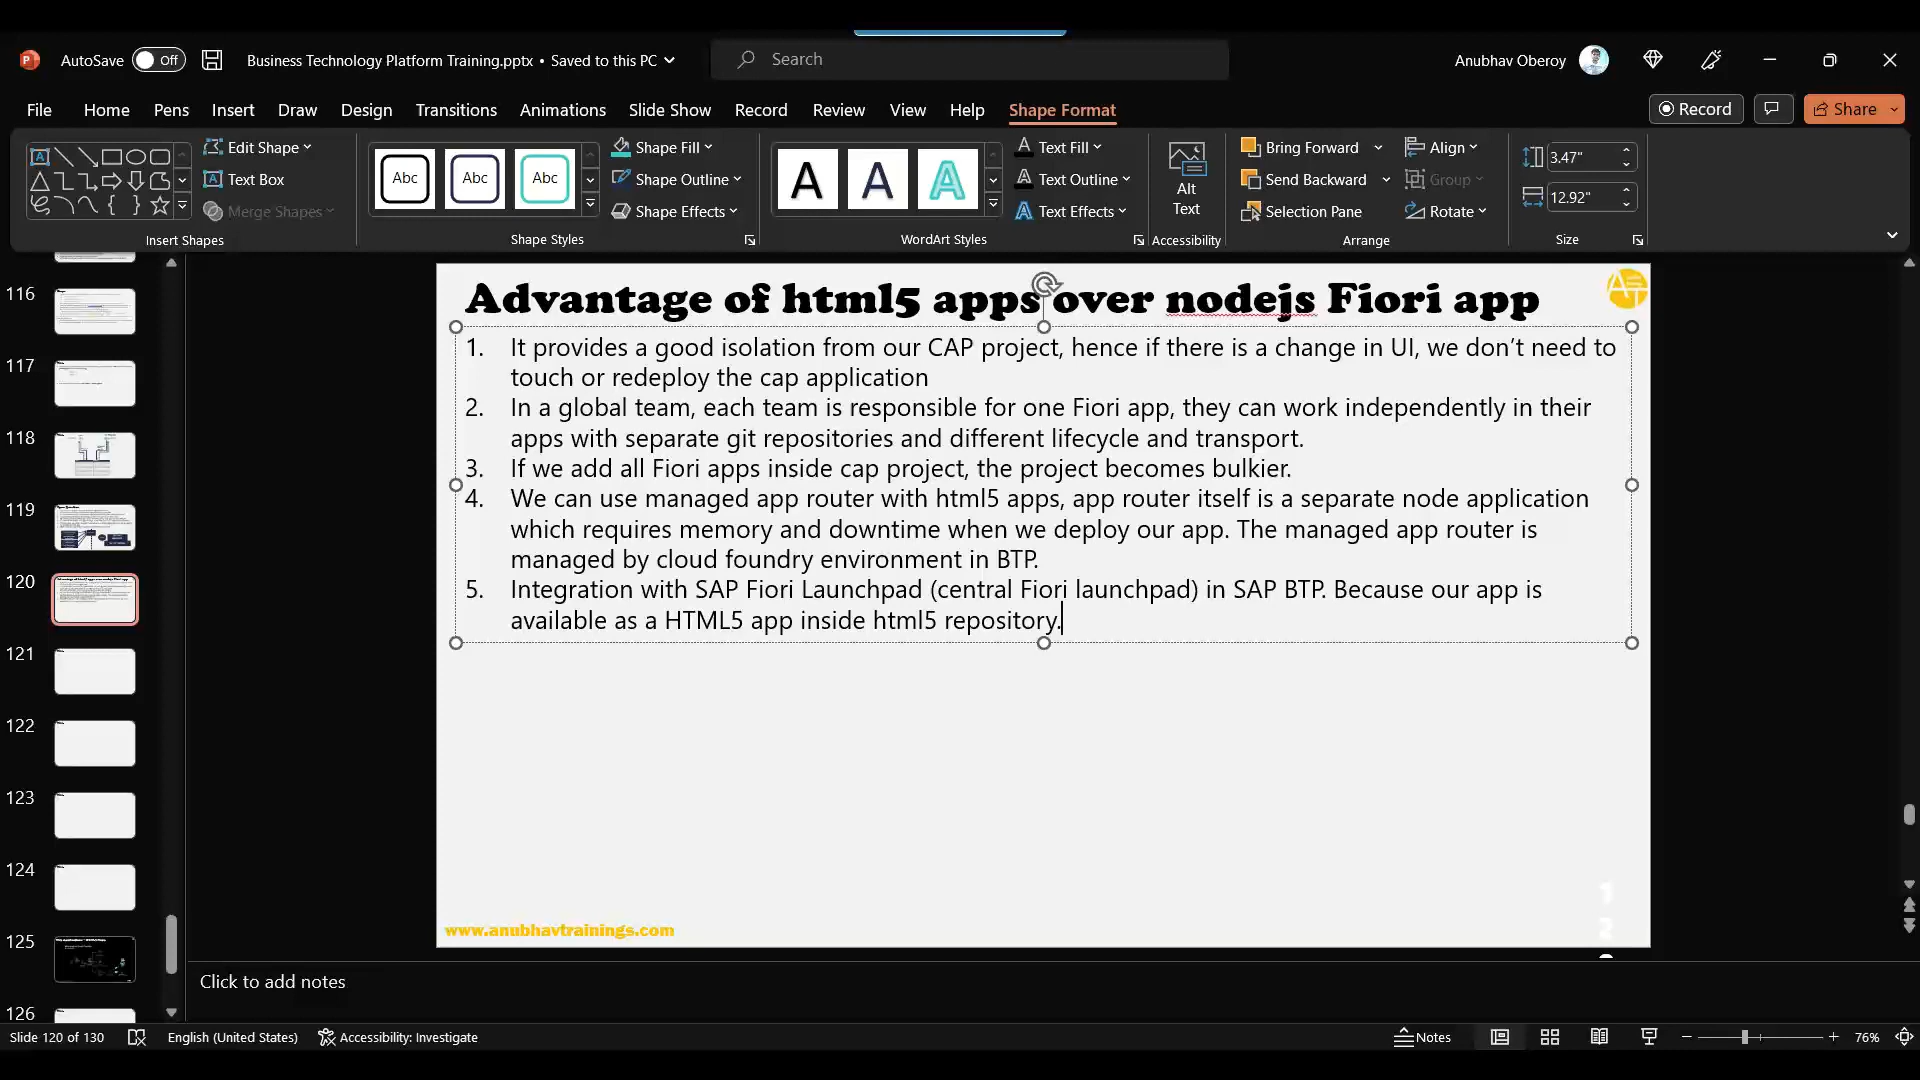 AutoSave Off Business Technology Platform Training.pptx • Saved to this PC Search Anubhav Oberoy
File Home Pens Insert Draw Design Transitions Animations Slide Show Record Review View Help Shape Format Record Share
Edit Shape
Text Box
Merge Shapes
Insert Shapes
Abc Abc Abc
Shape Fill
Shape Outline
Shape Effects
Shape Styles
A A A
Text Fill
Text Outline
Text Effects
WordArt Styles
Alt
Text
Accessibility
Bring Forward
Send Backward
Selection Pane
Align
Group
Rotate
Arrange
3.47"
12.92"
Size
116
117
118
119
120
121
122
123
124
125
126
Advantage of html5 apps over nodejs Fiori app
1. It provides a good isolation from our CAP project, hence if there is a change in UI, we don’t need to
touch or redeploy the cap application
2. In a global team, each team is responsible for one Fiori app, they can work independently in their
apps with separate git repositories and different lifecycle and transport.
3. If we add all Fiori apps inside cap project, the project becomes bulkier.
4. We can use managed app router with html5 apps, app router itself is a separate node application
which requires memory and downtime when we deploy our app. The managed app router is
managed by cloud foundry environment in BTP.
5. Integration with SAP Fiori Launchpad (central Fiori launchpad) in SAP BTP. Because our app is
available as a HTML5 app inside html5 repository.
1
2
www.anubhavtrainings.com
Click to add notes
Slide 120 of 130 English (United States) Accessibility: Investigate Notes 76%